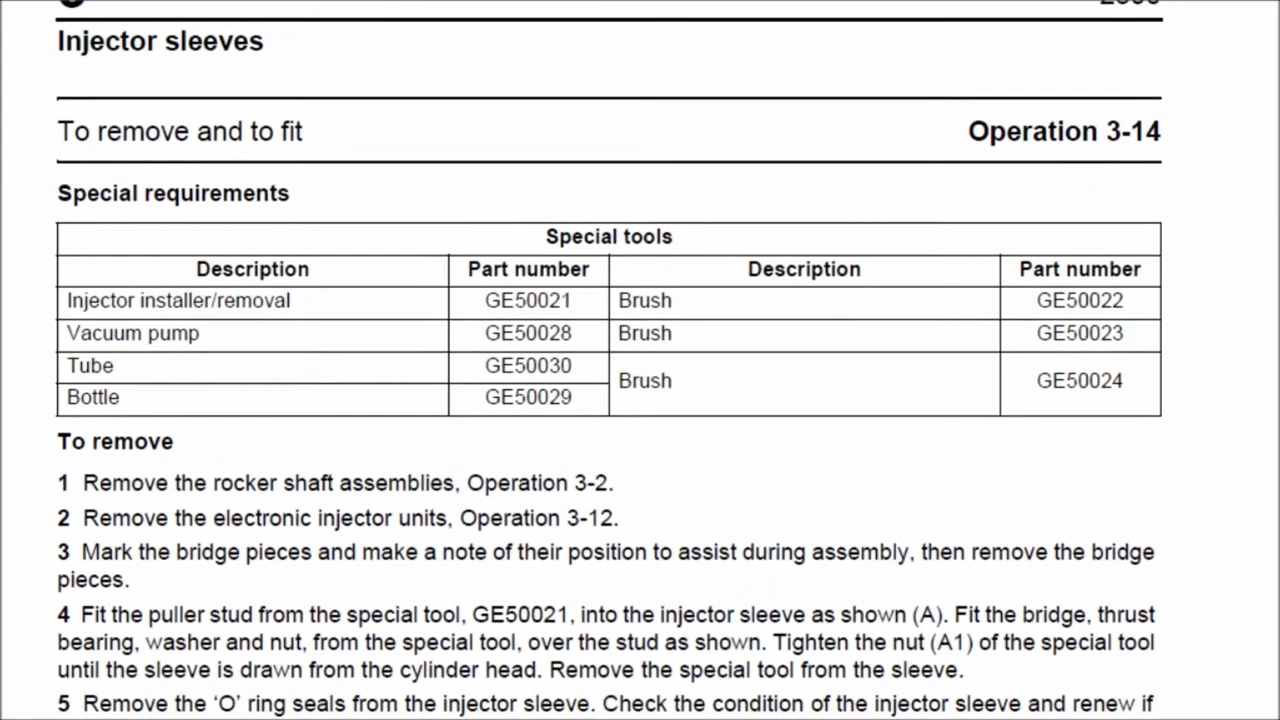 Injector sleeves
To remove and to fit Operation 3-14
Special requirements
Special tools
Description Part number Description Part number
Injector installer/removal GE50021 Brush GE50022
Vacuum pump GE50028 Brush GE50023
Tube GE50030
Brush GE50024
Bottle GE50029
To remove
1 Remove the rocker shaft assemblies, Operation 3-2.
2 Remove the electronic injector units, Operation 3-12.
3 Mark the bridge pieces and make a note of their position to assist during assembly, then remove the bridge
pieces.
4 Fit the puller stud from the special tool, GE50021, into the injector sleeve as shown (A). Fit the bridge, thrust
bearing, washer and nut, from the special tool, over the stud as shown. Tighten the nut (A1) of the special tool
until the sleeve is drawn from the cylinder head. Remove the special tool from the sleeve.
5 Remove the ‘O’ ring seals from the injector sleeve. Check the condition of the injector sleeve and renew if